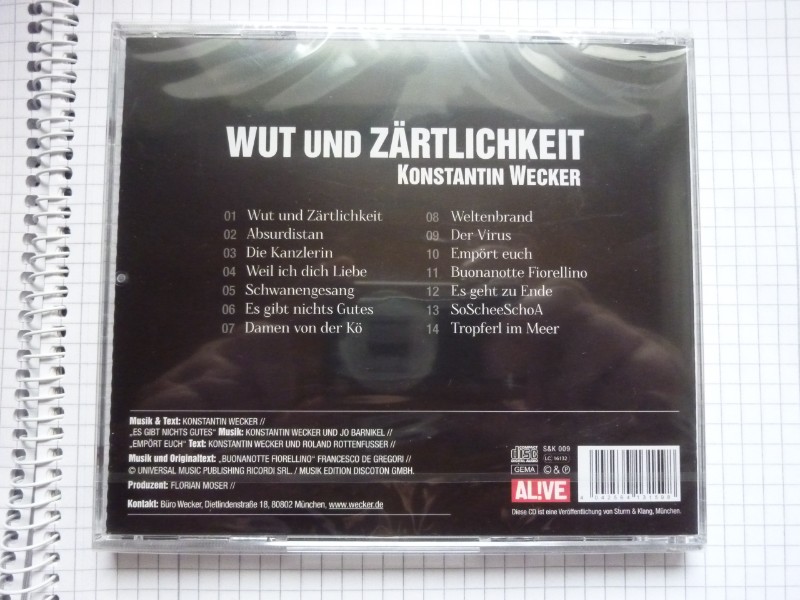 WUT UND ZÄRTLICHKEIT
KONSTANTIN WECKER
01 Wut und Zärtlichkeit
02 Absurdistan
03 Die Kanzlerin
04 Weil ich dich Liebe
05 Schwanengesang
06 Es gibt nichts Gutes
07 Damen von der Kö
08 Weltenbrand
09 Der Virus
10 Empört euch
11 Buonanotte Fiorellino
12 Es geht zu Ende
13 SoScheeSchoA
14 Tropferl im Meer
Musik & Text: KONSTANTIN WECKER //
„ES GIBT NICHTS GUTES“ Musik: KONSTANTIN WECKER UND JO BARNIKEL //
„EMPÖRT EUCH“ Text: KONSTANTIN WECKER UND ROLAND ROTTENFUSSER //
Musik und Originaltext: „BUONANOTTE FIORELLINO“ FRANCESCO DE GREGORI //
© UNIVERSAL MUSIC PUBLISHING RICORDI SRL. / MUSIK EDITION DISCOTON GMBH.
Produzent: FLORIAN MOSER //
Kontakt: Büro Wecker, Dietlindenstraße 18, 80802 München, www.wecker.de
COMPACT disc DIGITAL AUDIO
S&K 009
LC 16132
GEMA
© & ℗
AL!VE
Diese CD ist eine Veröffentlichung von Sturm & Klang, München.